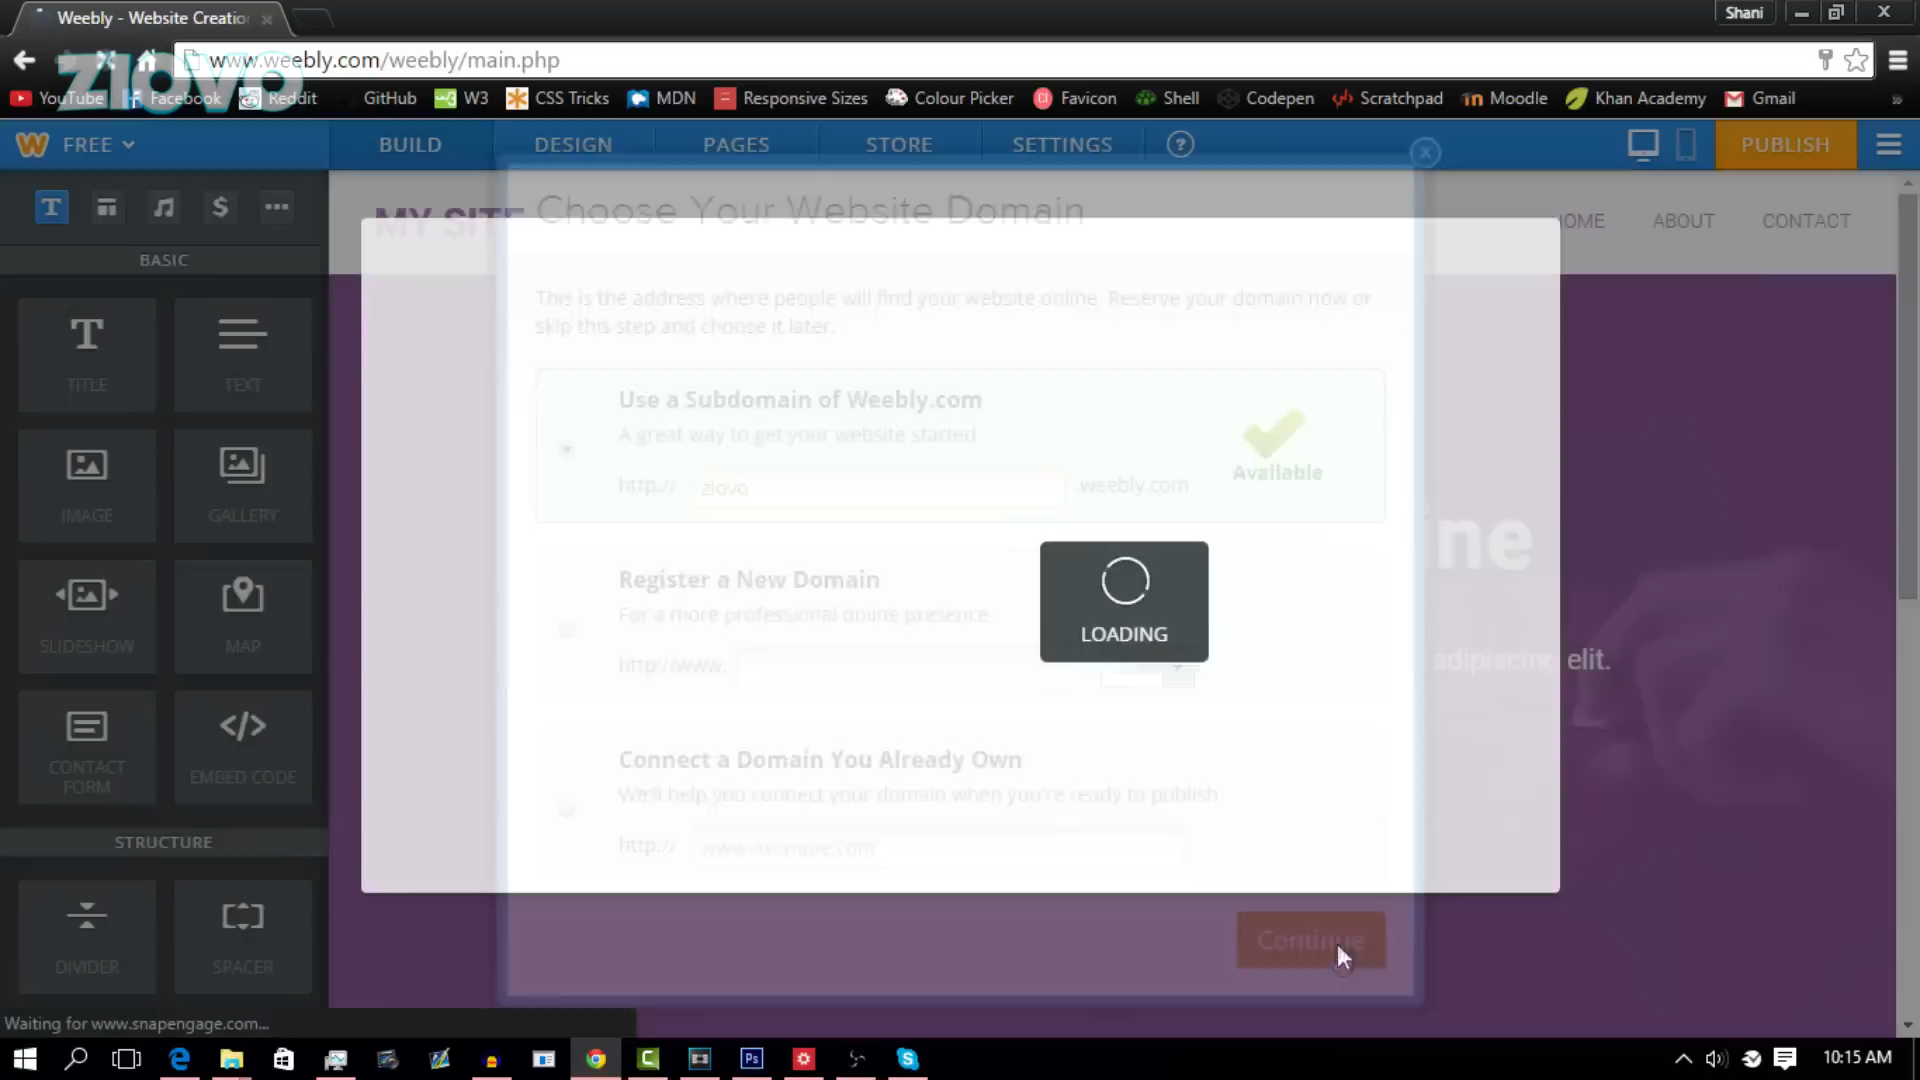 Weebly - Website Creatio
Shani
www.weebly.com/weebly/main.php
ziovo
YouTube Facebook Reddit GitHub W3 CSS Tricks MDN Responsive Sizes Colour Picker Favicon Shell Codepen Scratchpad Moodle Khan Academy Gmail »
FREE BUILD DESIGN PAGES STORE SETTINGS ? PUBLISH
MY SITE
Choose Your Website Domain
HOME ABOUT CONTACT
BASIC
This is the address where people will find your website online. Reserve your domain now or
skip this step and choose it later.
TITLE TEXT
Use a Subdomain of Weebly.com
A great way to get your website started
http:// ziovo .weebly.com
Available
IMAGE GALLERY
ine
Register a New Domain
For a more professional online presence
http://www.
LOADING
adipiscing elit.
SLIDESHOW MAP
Connect a Domain You Already Own
We'll help you connect your domain when you're ready to publish
http:// www.example.com
CONTACT
FORM
EMBED CODE
STRUCTURE
Continue
DIVIDER SPACER
Waiting for www.snapengage.com...
Ps
10:15 AM